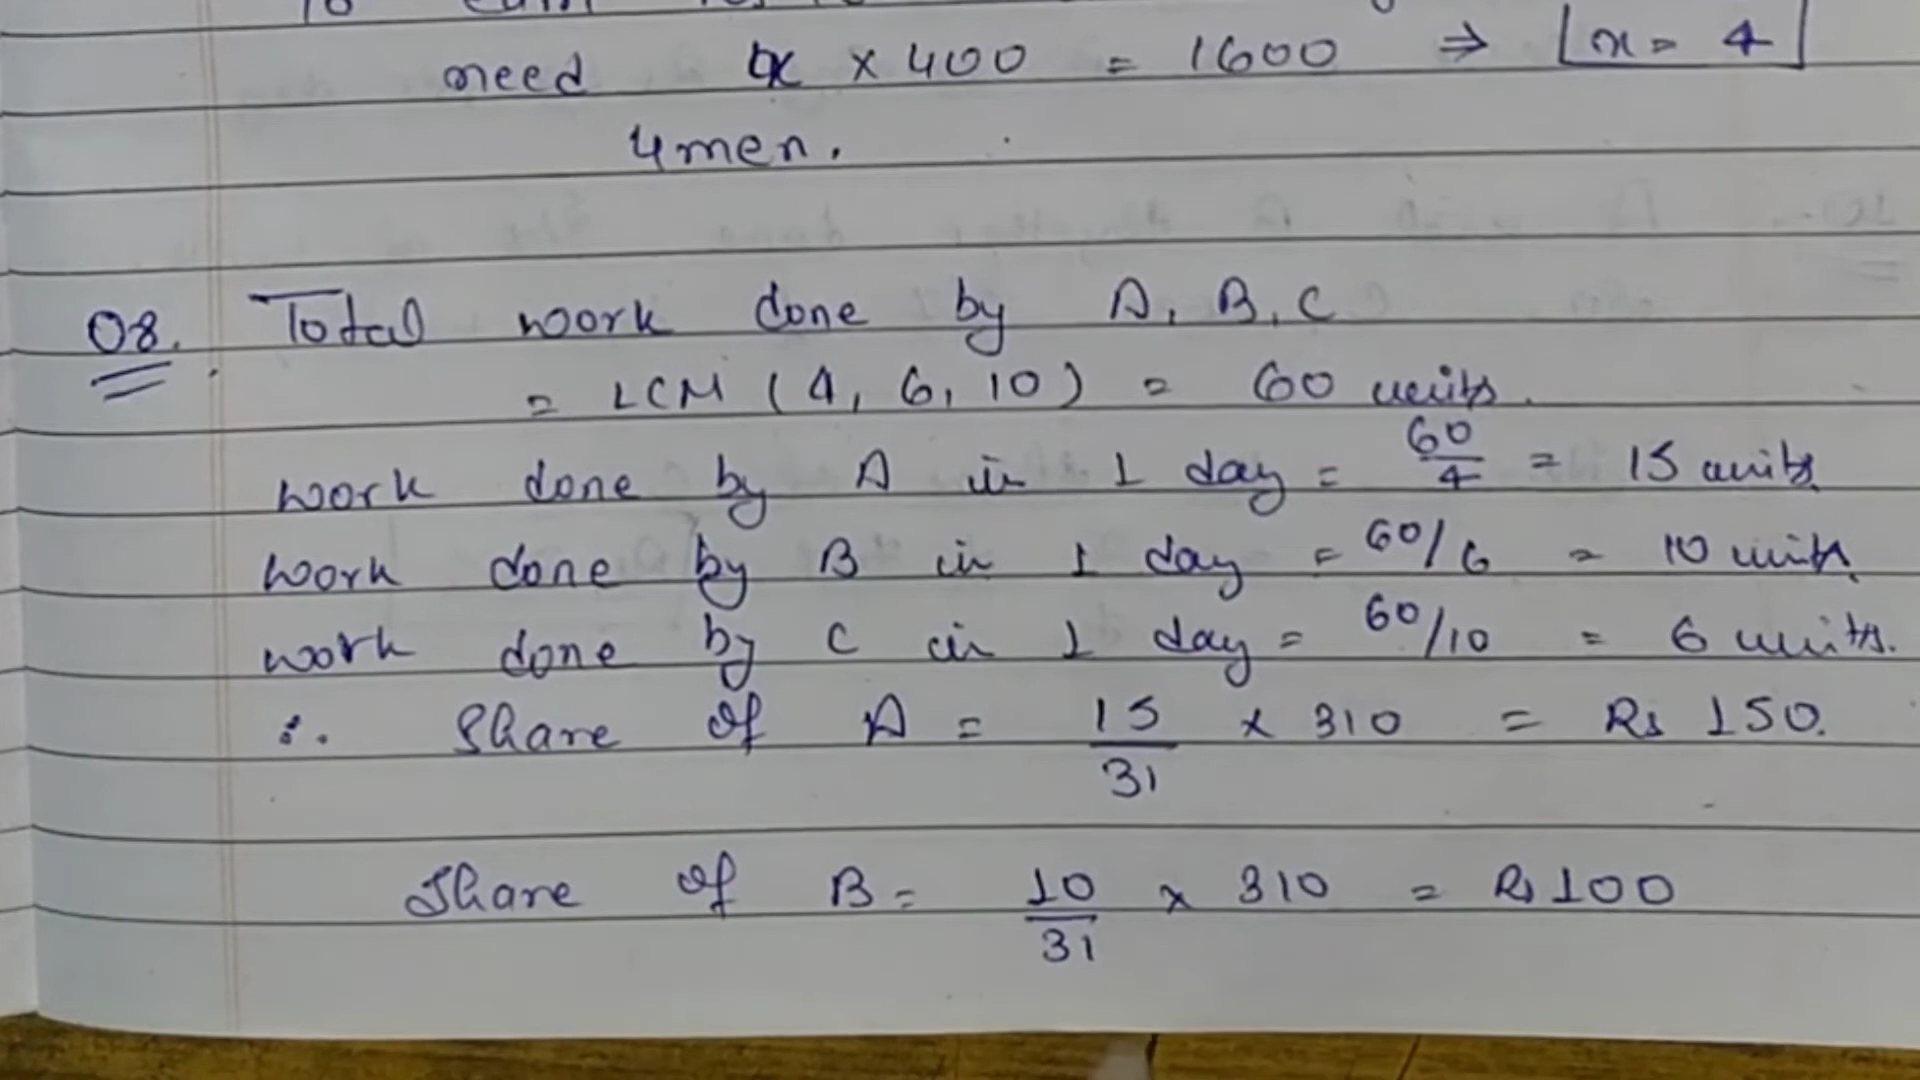 need x × 400 = 1600 ⇒ x = 4
4 men.
08. Total work done by A, B, C
= LCM (4, 6, 10) = 60 units.
work done by A in 1 day = 60/4 = 15 units.
work done by B in 1 day = 60/6 = 10 units.
work done by C in 1 day = 60/10 = 6 units.
∴ Share of A = 15/31 × 310 = Rs 150.
Share of B = 10/31 × 310 = Rs 100